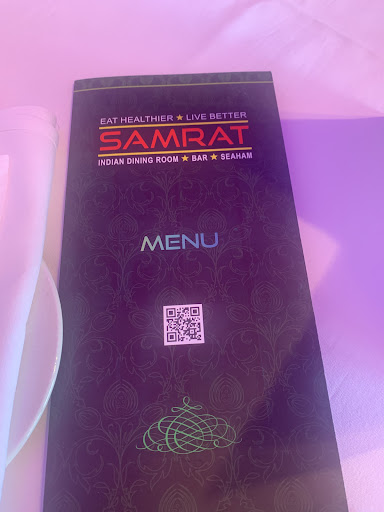 EAT HEALTHIER ★ LIVE BETTER
SAMRAT
INDIAN DINING ROOM ★ BAR ★ SEAHAM
MENU